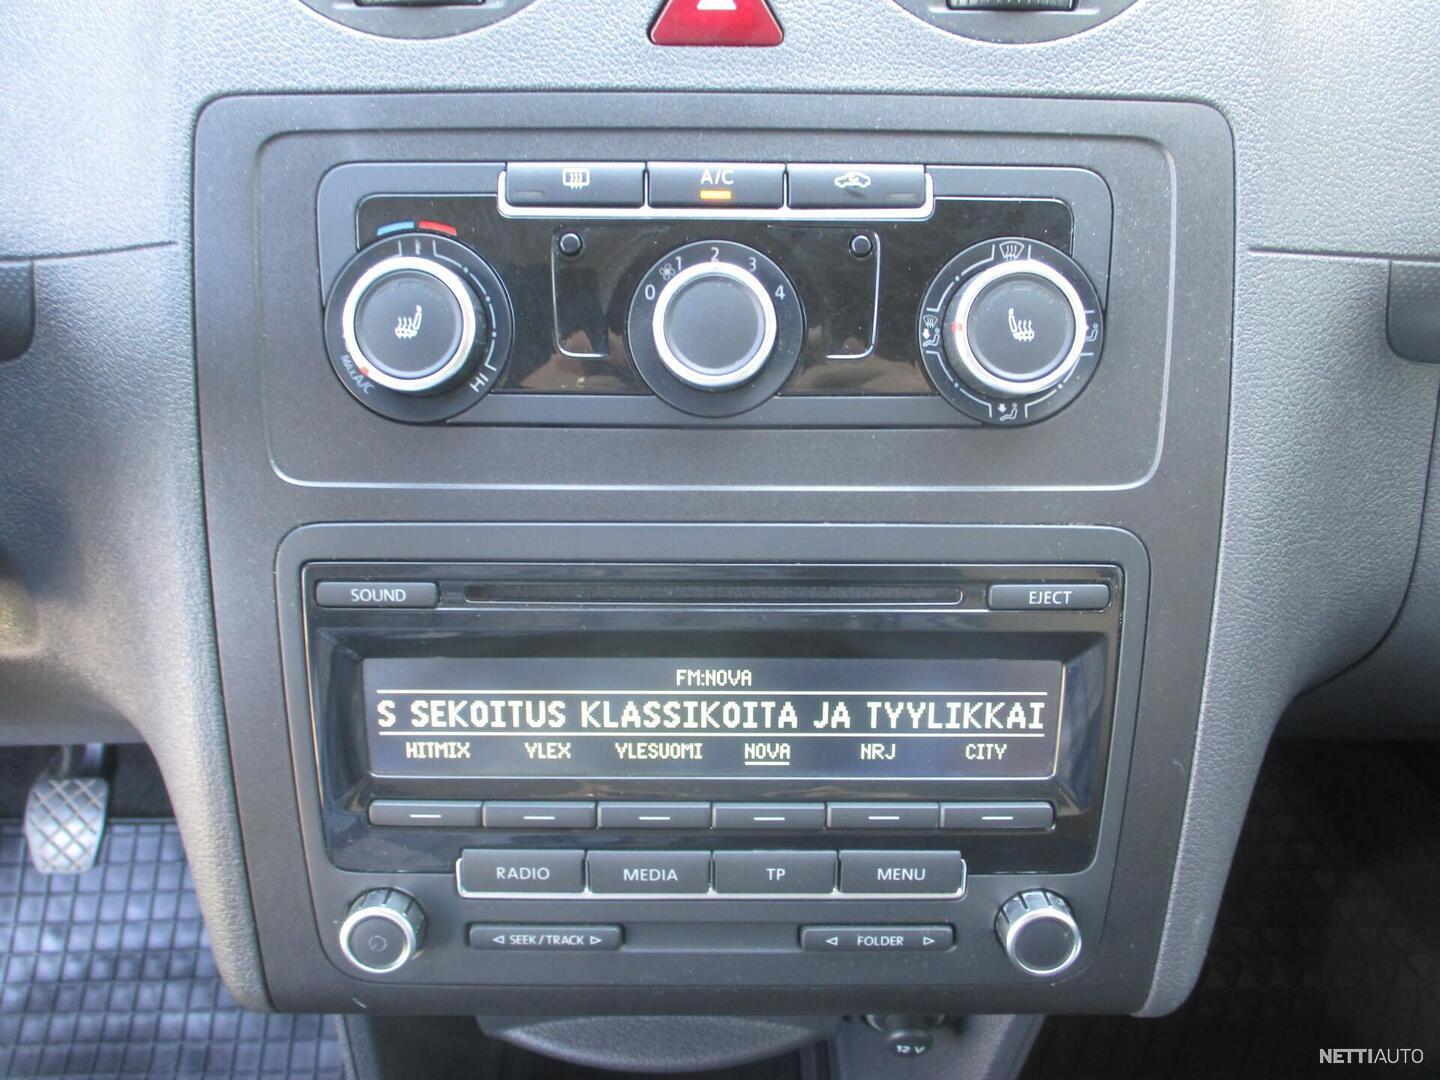 A/C
0 1 2 3 4
MAX A/C
HI
SOUND
EJECT
FM:NOVA
S SEKOITUS KLASSIKOITA JA TYYLIKKAI
HITMIX YLEX YLESUOMI NOVA NRJ CITY
RADIO MEDIA TP MENU
SEEK/TRACK
FOLDER
12 V
NETTIAUTO